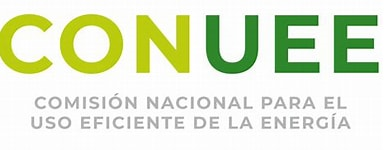 CONUEE
COMISIÓN NACIONAL PARA EL
USO EFICIENTE DE LA ENERGÍA